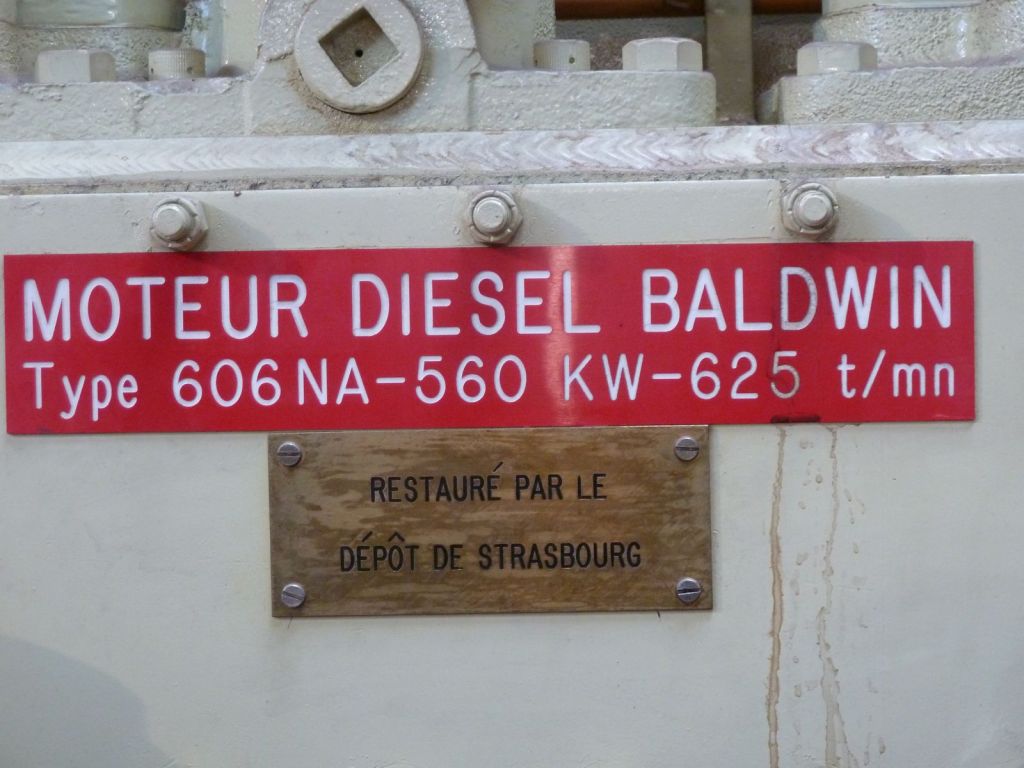 MOTEUR DIESEL BALDWIN
Type 606NA-560 KW-625 t/mn
RESTAURÉ PAR LE
DÉPÔT DE STRASBOURG